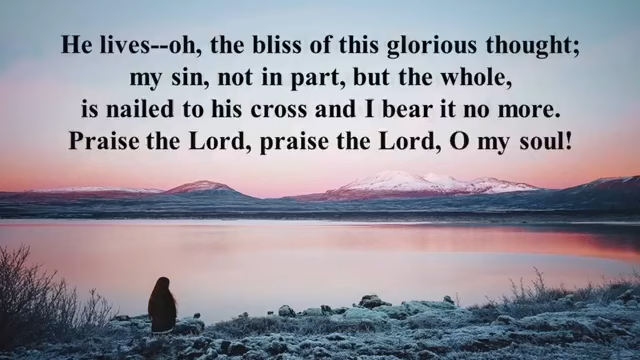 He lives--oh, the bliss of this glorious thought;
my sin, not in part, but the whole,
is nailed to his cross and I bear it no more.
Praise the Lord, praise the Lord, O my soul!